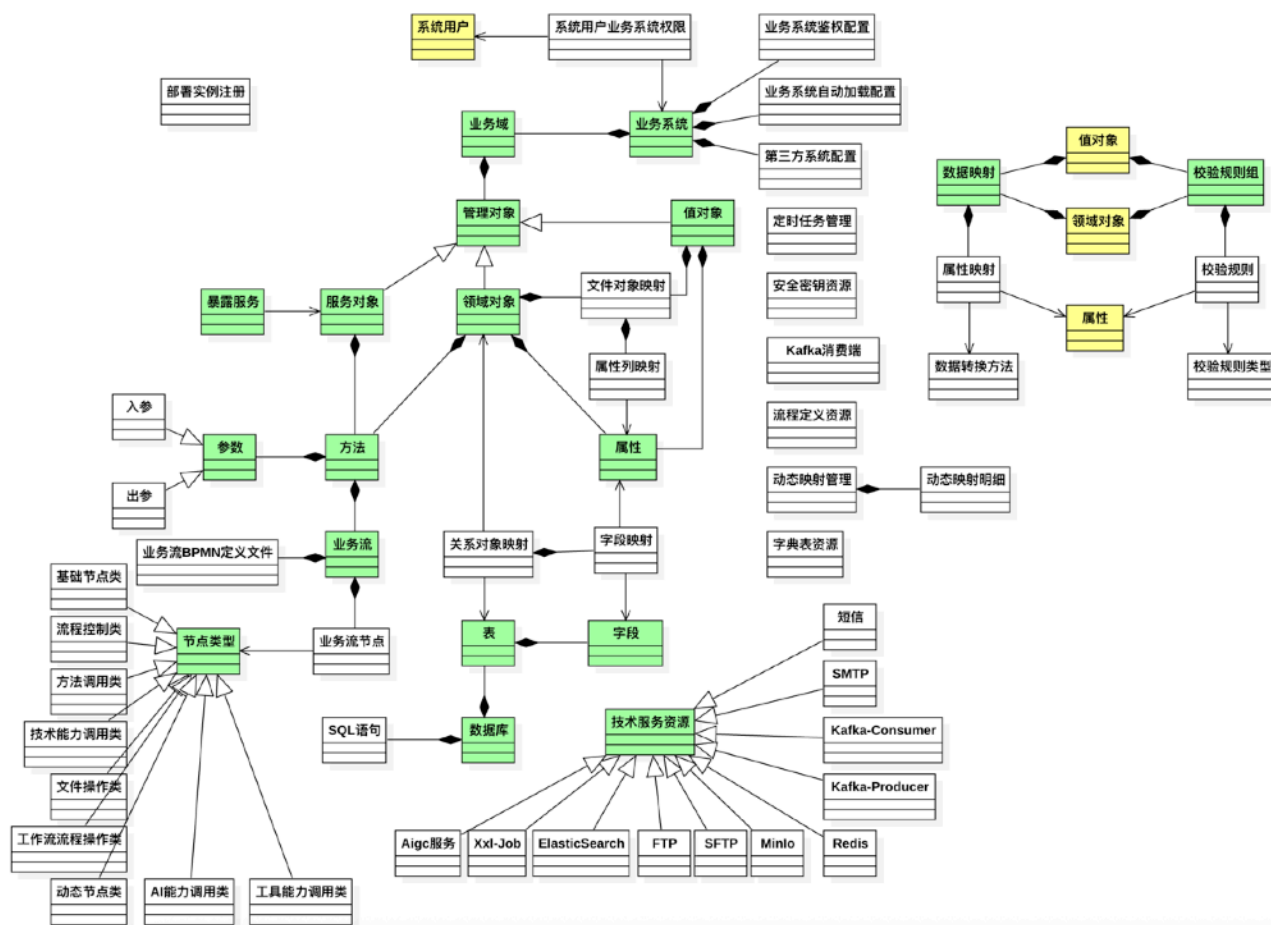 系统用户
系统用户业务系统权限
业务系统鉴权配置
部署实例注册
业务系统自动加载配置
业务域
业务系统
第三方系统配置
值对象
数据映射
校验规则组
管理对象
值对象
定时任务管理
领域对象
属性映射
校验规则
暴露服务
服务对象
领域对象
文件对象映射
安全密钥资源
属性
Kafka消费端
属性列映射
数据转换方法
校验规则类型
入参
参数
方法
属性
流程定义资源
出参
动态映射管理
动态映射明细
业务流BPMN定义文件
业务流
关系对象映射
字段映射
字典表资源
基础节点类
流程控制类
节点类型
业务流节点
表
字段
短信
方法调用类
SMTP
技术能力调用类
SQL语句
数据库
技术服务资源
Kafka-Consumer
文件操作类
Kafka-Producer
工作流流程操作类
Aigc服务
Xxl-Job
ElasticSearch
FTP
SFTP
MinIo
Redis
动态节点类
AI能力调用类
工具能力调用类